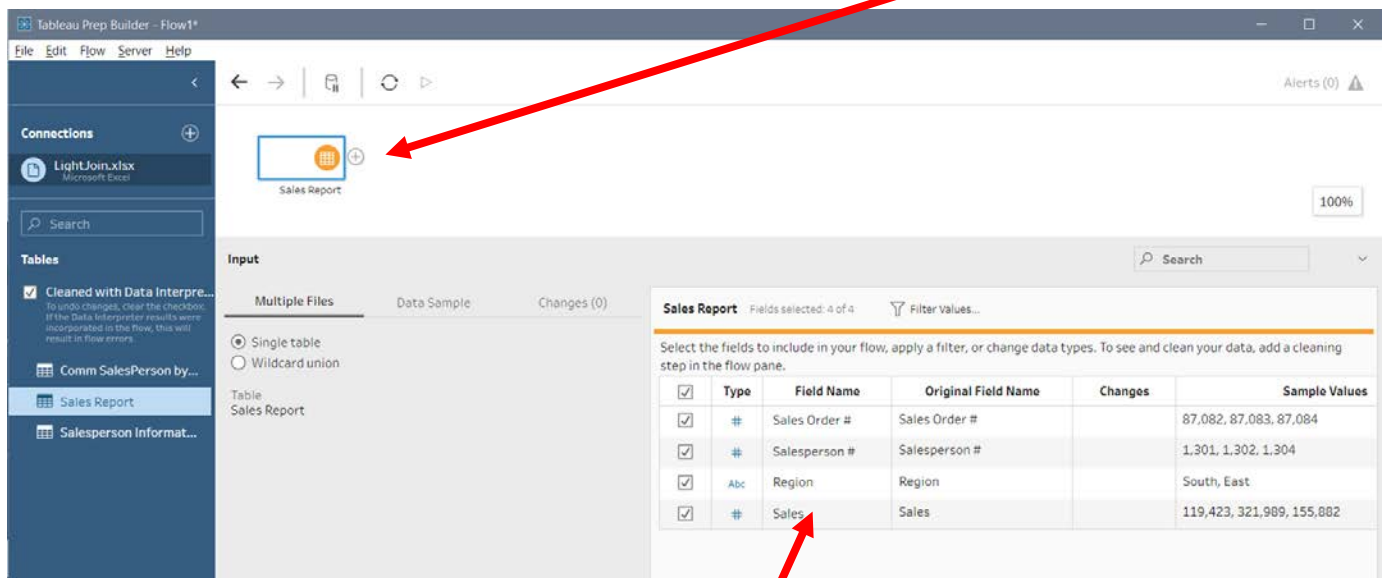 Tableau Prep Builder - Flow1*
File Edit Flow Server Help
Alerts (0)
Connections
LightJoin.xlsx
Microsoft Excel
Sales Report
100%
Search
Tables
Cleaned with Data Interpre...
To undo changes, clear the checkbox.
If the Data Interpreter results were
incorporated in the flow, this will
result in flow errors.
Comm SalesPerson by...
Sales Report
Salesperson Informat...
Input
Search
Multiple Files Data Sample Changes (0)
Single table
Wildcard union
Table
Sales Report
Sales Report Fields selected: 4 of 4 Filter Values...
Select the fields to include in your flow, apply a filter, or change data types. To see and clean your data, add a cleaning
step in the flow pane.
Type Field Name Original Field Name Changes Sample Values
# Sales Order # Sales Order # 87,082, 87,083, 87,084
# Salesperson # Salesperson # 1,301, 1,302, 1,304
Abc Region Region South, East
# Sales Sales 119,423, 321,989, 155,882